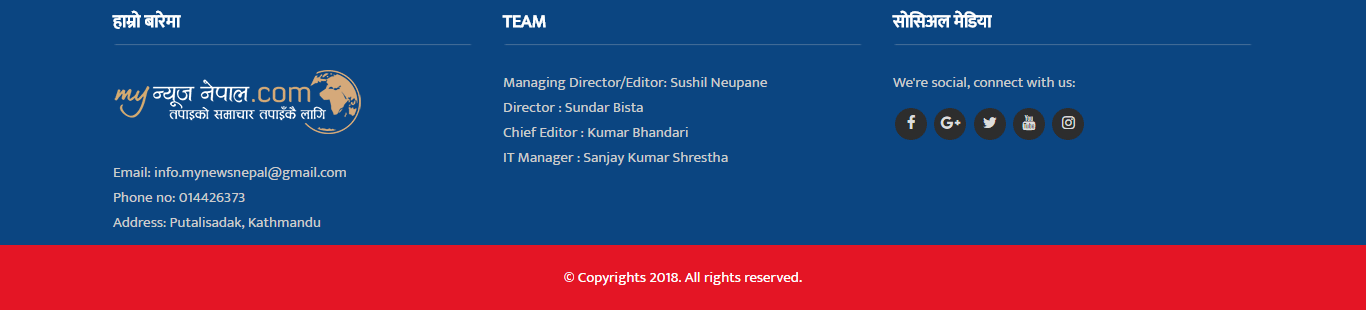 हाम्रो बारेमा
my न्यूज नेपाल.com
तपाइको समाचार तपाइँकै लागि
Email: info.mynewsnepal@gmail.com
Phone no: 014426373
Address: Putalisadak, Kathmandu
TEAM
Managing Director/Editor: Sushil Neupane
Director : Sundar Bista
Chief Editor : Kumar Bhandari
IT Manager : Sanjay Kumar Shrestha
सोसिअल मेडिया
We're social, connect with us:
You Tube
© Copyrights 2018. All rights reserved.